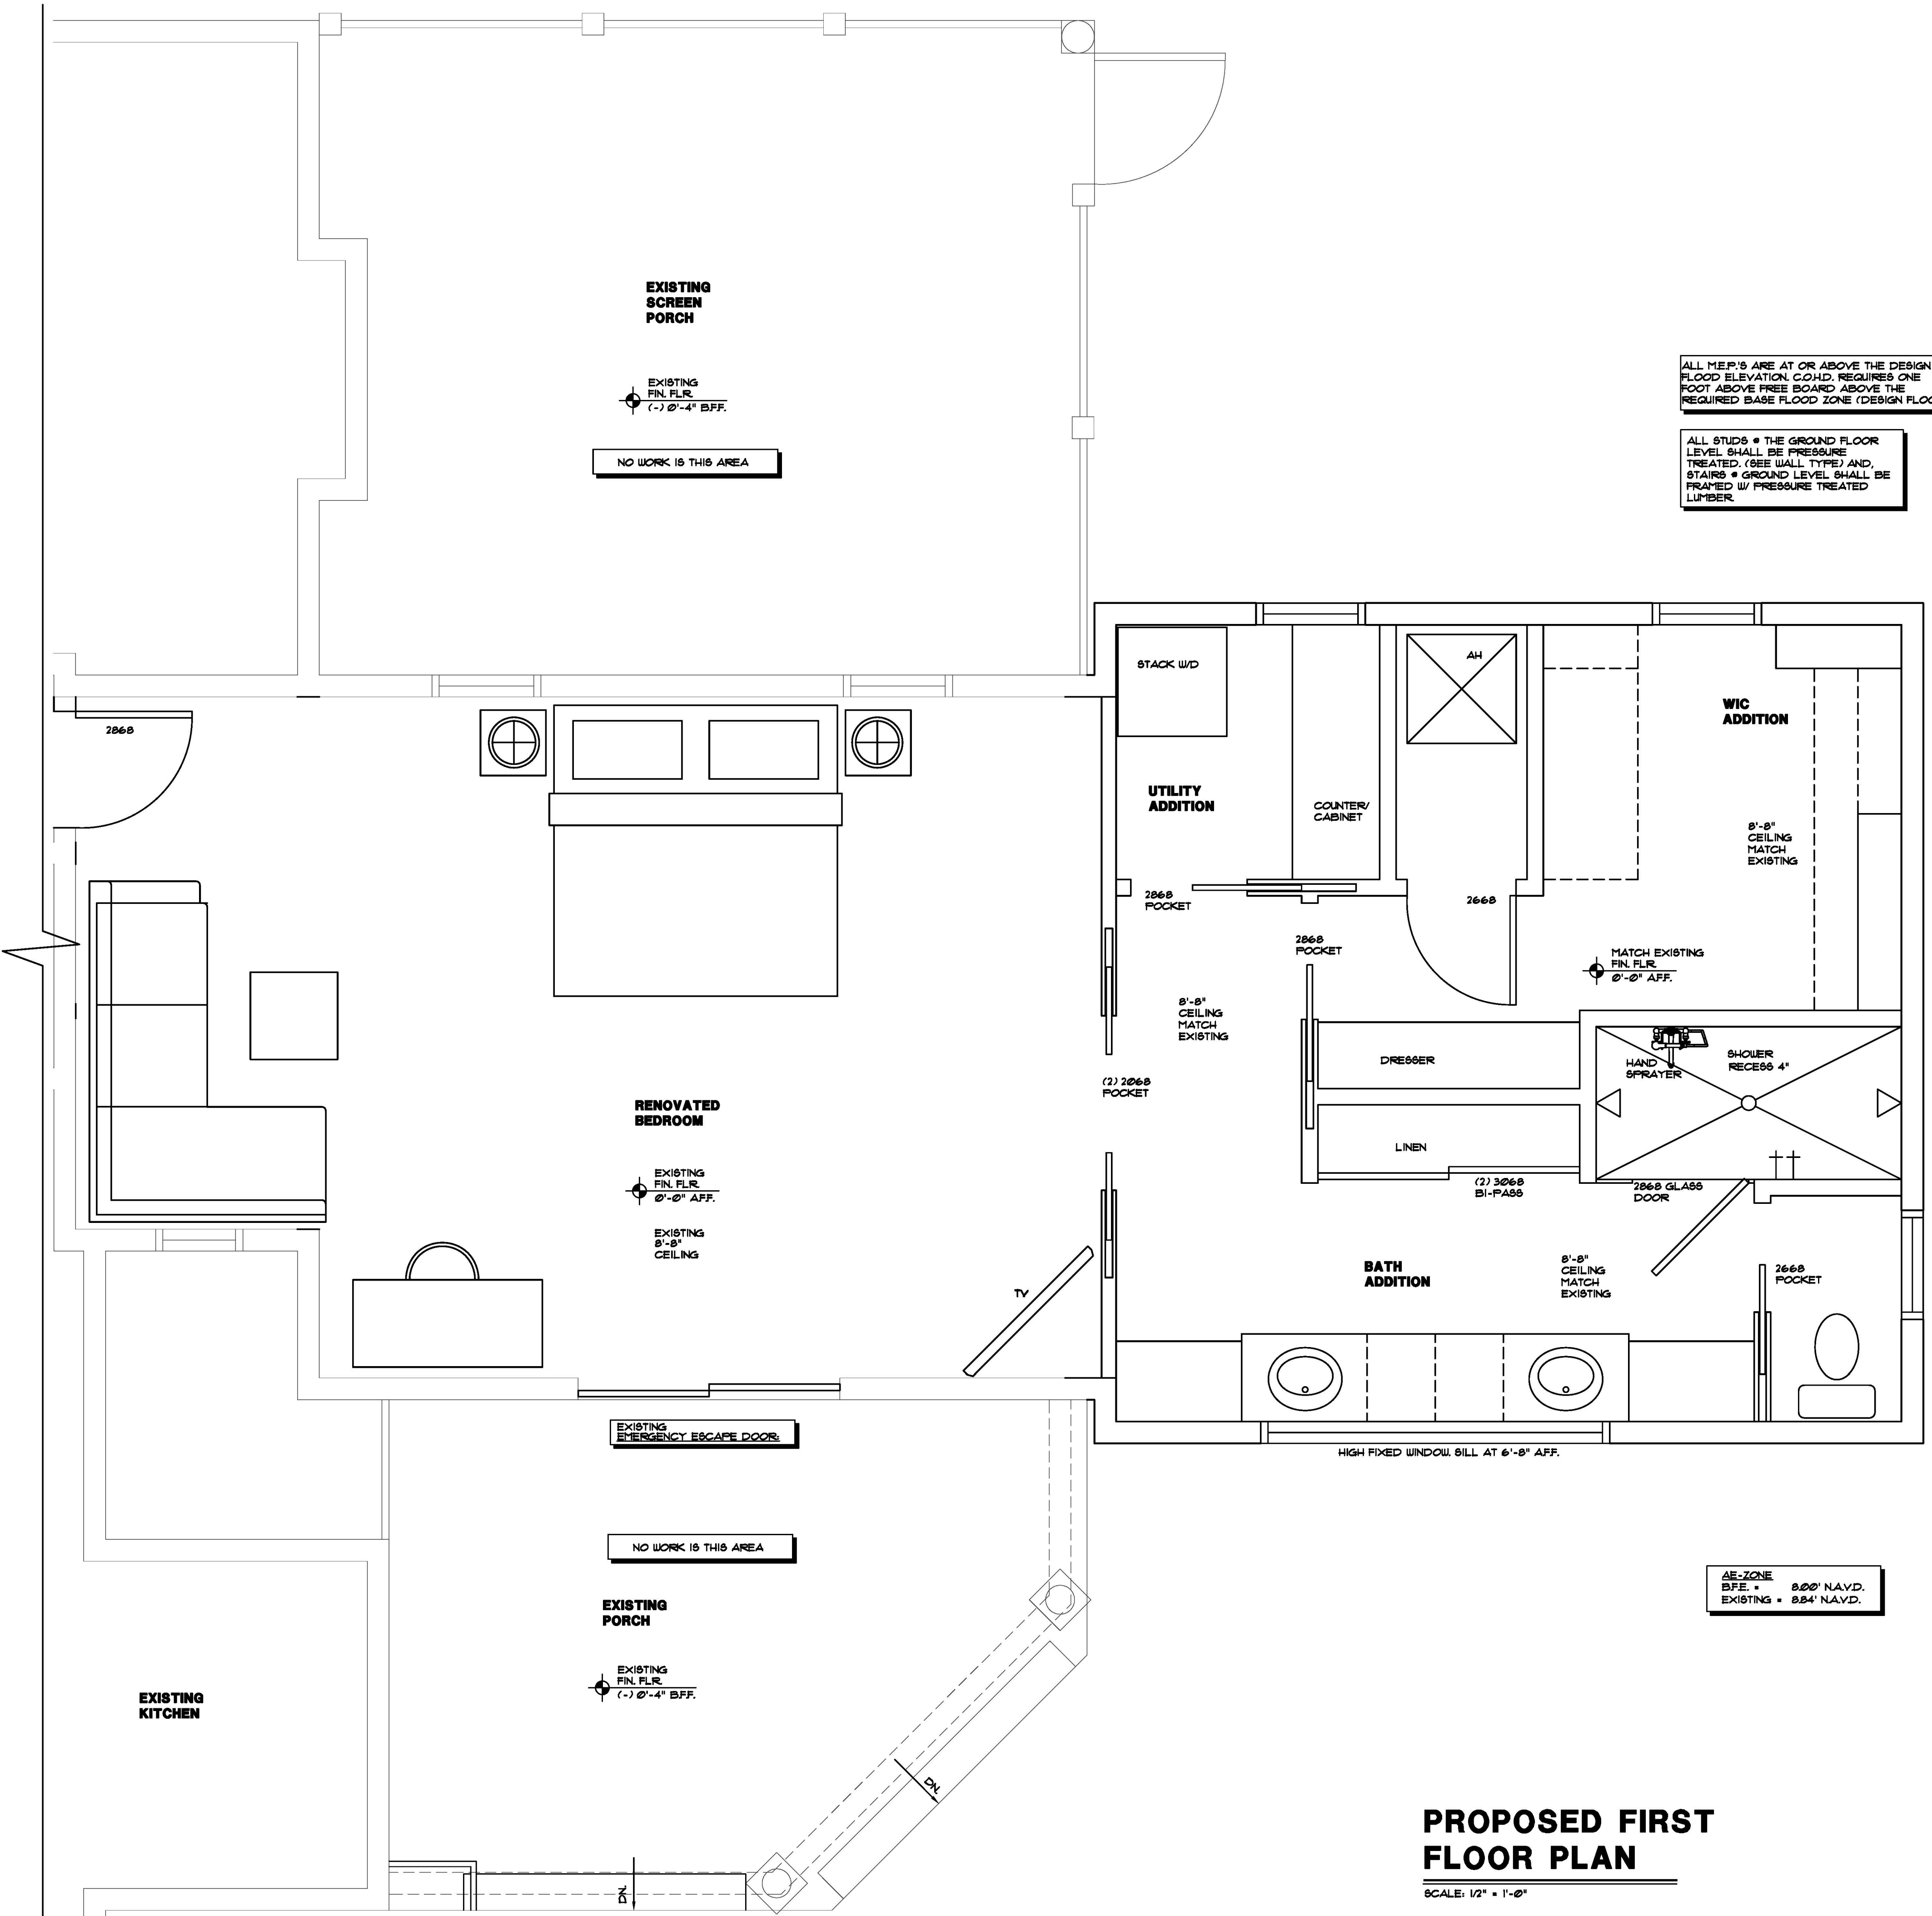 EXISTING
SCREEN
PORCH
EXISTING
FIN. FLR.
(-) 0'-4" B.F.F.
NO WORK IS THIS AREA
ALL M.E.P.'S ARE AT OR ABOVE THE DESIGN
FLOOD ELEVATION. C.O.H.D. REQUIRES ONE
FOOT ABOVE FREE BOARD ABOVE THE
REQUIRED BASE FLOOD ZONE (DESIGN
ALL STUDS @ THE GROUND FLOOR
LEVEL SHALL BE PRESSURE
TREATED. (SEE WALL TYPE) AND,
STAIRS @ GROUND LEVEL SHALL BE
FRAMED W/ PRESSURE TREATED
LUMBER.
STACK W/D
AH
WIC
ADDITION
2868
UTILITY
ADDITION
COUNTER/
CABINET
8'-8"
CEILING
MATCH
EXISTING
2868
POCKET
2668
2868
POCKET
MATCH EXISTING
FIN. FLR.
0'-0" A.F.F.
8'-8"
CEILING
MATCH
EXISTING
DRESSER
HAND
SPRAYER
SHOWER
RECESS 4"
(2) 2068
POCKET
RENOVATED
BEDROOM
LINEN
EXISTING
FIN. FLR.
0'-0" A.F.F.
(2) 3068
BI-PASS
2868 GLASS
DOOR
EXISTING
8'-8"
CEILING
BATH
ADDITION
8'-8"
CEILING
MATCH
EXISTING
2668
POCKET
TV
EXISTING
EMERGENCY ESCAPE DOOR.
HIGH FIXED WINDOW. SILL AT 6'-8" A.F.F.
NO WORK IS THIS AREA
AE-ZONE
B.F.E. = 8.00' N.A.V.D.
EXISTING = 8.84' N.A.V.D.
EXISTING
PORCH
EXISTING
FIN. FLR.
(-) 0'-4" B.F.F.
EXISTING
KITCHEN
DN.
DN.
PROPOSED FIRST
FLOOR PLAN
SCALE: 1/2" = 1'-0"